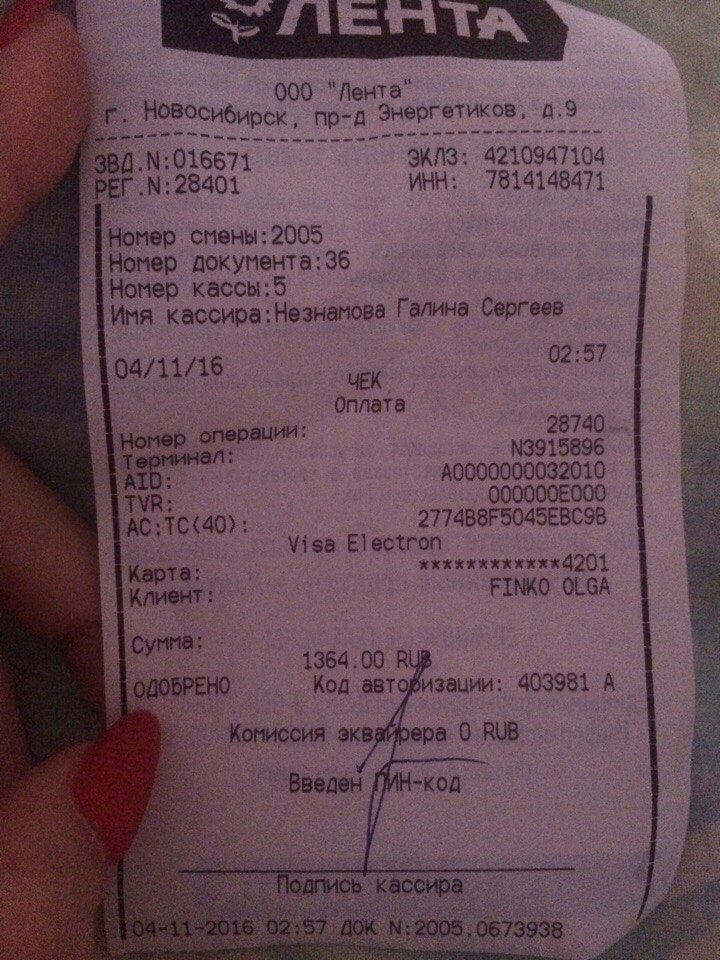 ЛЕНТА
ООО "Лента"
г. Новосибирск, пр-д Энергетиков, д.9
ЗВД.N:016671 ЭКЛЗ: 4210947104
РЕГ.N:28401 ИНН: 7814148471
Номер смены:2005
Номер документа:36
Номер кассы:5
Имя кассира:Незнамова Галина Сергеев
04/11/16 02:57
ЧЕК
Оплата
Номер операции: 28740
Терминал: N3915896
AID: A0000000032010
TVR: 000000E000
AC:TC(40): 2774B8F5045EBC9B
Visa Electron
Карта: ************4201
Клиент: FINKO OLGA
Сумма:
1364.00 RUB
ОДОБРЕНО Код авторизации: 403981 А
Комиссия эквайрера 0 RUB
Введен ПИН-код
Подпись кассира
04-11-2016 02:57 ДОК N:2005.0673938